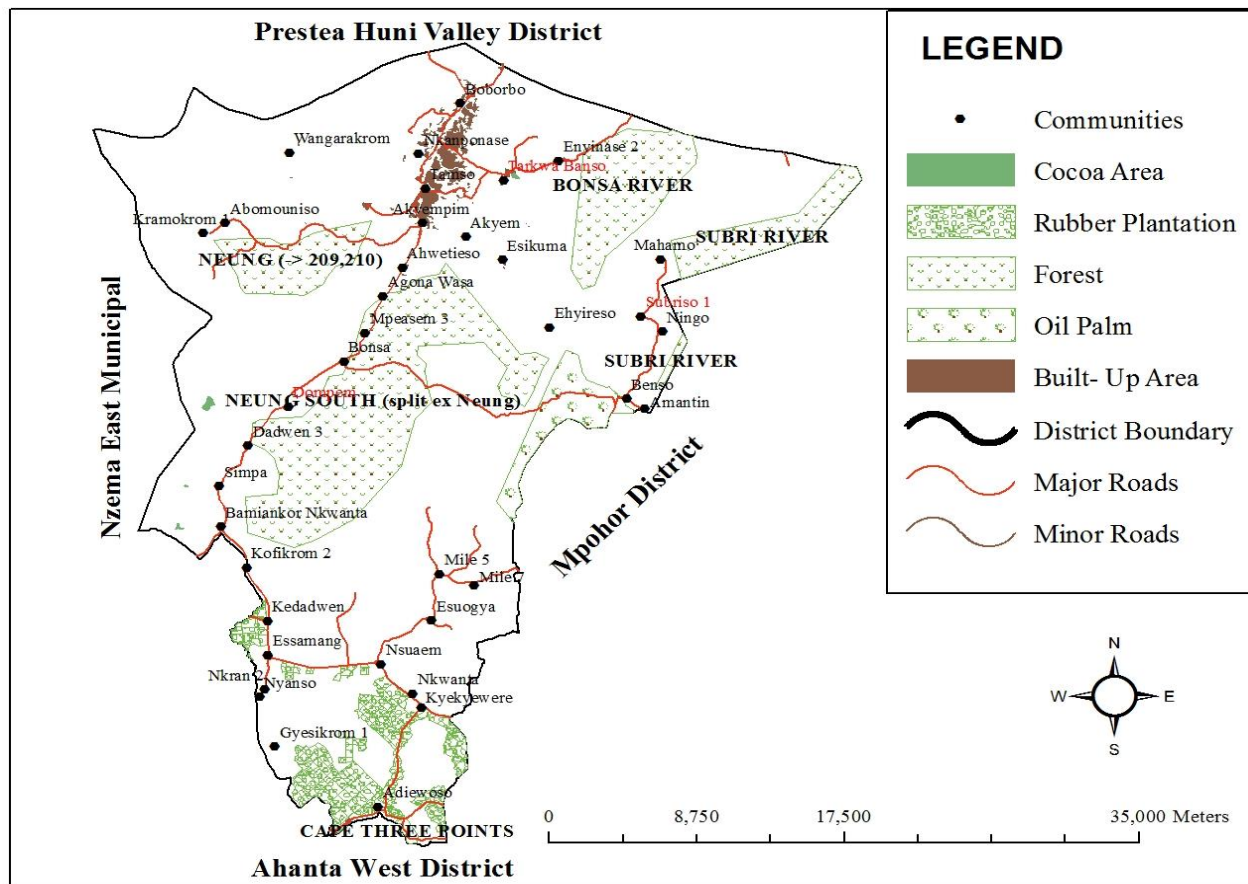 Prestea Huni Valley District
Boborbo
Wangarakrom
Nkanponase
Enyinase 2
Tarkwa Banso
Tamso
BONSA RIVER
Kramokrom 1
Abomouniso
Akyempim
Akyem
SUBRI RIVER
Mahamo
NEUNG (-> 209,210)
Ahwetieso
Esikuma
Agona Wasa
Subriso 1
Mpeasem 3
Ehyireso
Ningo
Bonsa
SUBRI RIVER
Dompem
NEUNG SOUTH (split ex Neung)
Benso
Amantin
Dadwen 3
Simpa
Bamiankor Nkwanta
Kofikrom 2
Mile 5
Mile 7
Kedadwen
Esuogya
Essamang
Nsuaem
Nkran 2
Nyanso
Nkwanta
Kyekyewere
Gyesikrom 1
Adiewoso
CAPE THREE POINTS
Ahanta West District
Nzema East Municipal
Mpohor District
LEGEND
Communities
Cocoa Area
Rubber Plantation
Forest
Oil Palm
Built- Up Area
District Boundary
Major Roads
Minor Roads
N
W
E
S
0
8,750
17,500
35,000 Meters